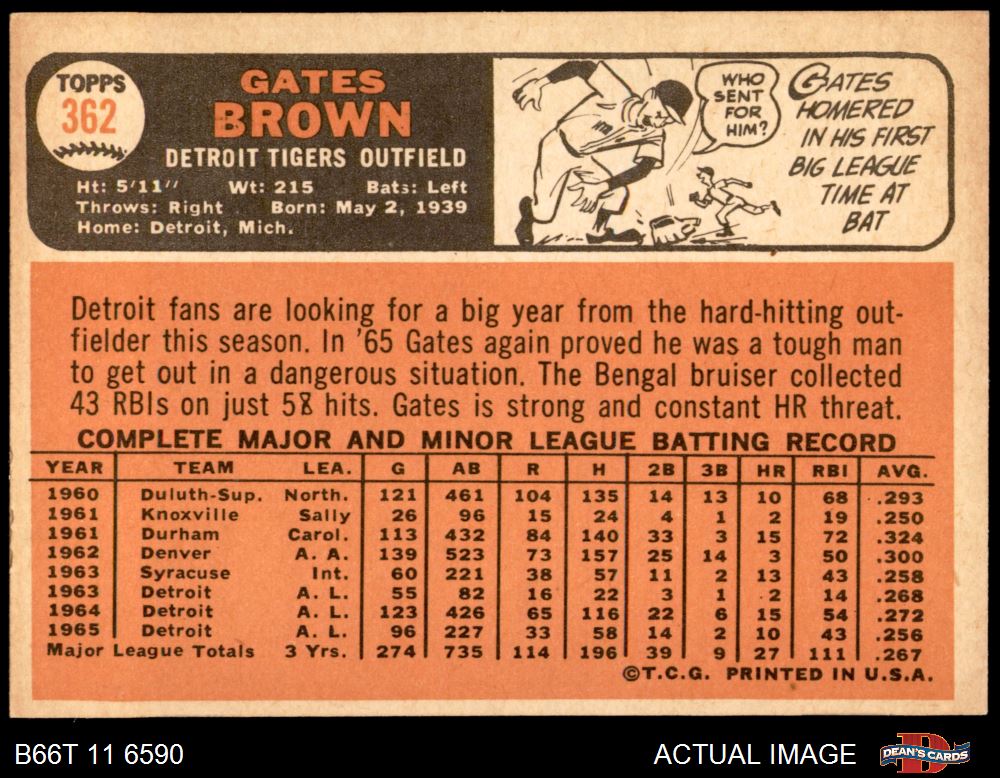 TOPPS
362
GATES
BROWN
DETROIT TIGERS OUTFIELD
Ht: 5'11" Wt: 215 Bats: Left
Throws: Right Born: May 2, 1939
Home: Detroit, Mich.
WHO
SENT
FOR
HIM?
GATES
HOMERED
IN HIS FIRST
BIG LEAGUE
TIME AT
BAT
Detroit fans are looking for a big year from the hard-hitting out-
fielder this season. In '65 Gates again proved he was a tough man
to get out in a dangerous situation. The Bengal bruiser collected
43 RBIs on just 58 hits. Gates is strong and constant HR threat.
COMPLETE MAJOR AND MINOR LEAGUE BATTING RECORD
YEAR TEAM LEA. G AB R H 2B 3B HR RBI AVG.
1960 Duluth-Sup. North. 121 461 104 135 14 13 10 68 .293
1961 Knoxville Sally 26 96 15 24 4 1 2 19 .250
1961 Durham Carol. 113 432 84 140 33 3 15 72 .324
1962 Denver A. A. 139 523 73 157 25 14 3 50 .300
1963 Syracuse Int. 60 221 38 57 11 2 13 43 .258
1963 Detroit A. L. 55 82 16 22 3 1 2 14 .268
1964 Detroit A. L. 123 426 65 116 22 6 15 54 .272
1965 Detroit A. L. 96 227 33 58 14 2 10 43 .256
Major League Totals 3 Yrs. 274 735 114 196 39 9 27 111 .267
©T.C.G. PRINTED IN U.S.A.
B66T 11 6590 ACTUAL IMAGE DEAN'S CARDS